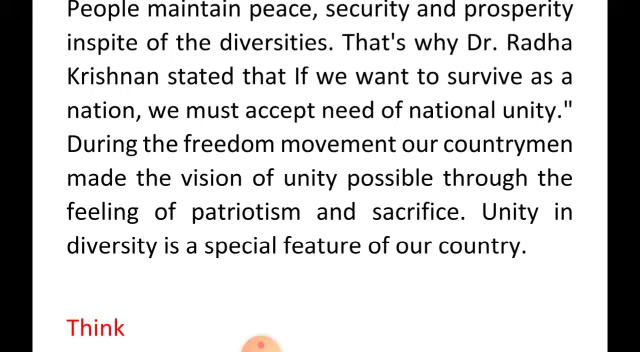 People maintain peace, security and prosperity
inspite of the diversities. That's why Dr. Radha
Krishnan stated that If we want to survive as a
nation, we must accept need of national unity."
During the freedom movement our countrymen
made the vision of unity possible through the
feeling of patriotism and sacrifice. Unity in
diversity is a special feature of our country.
Think